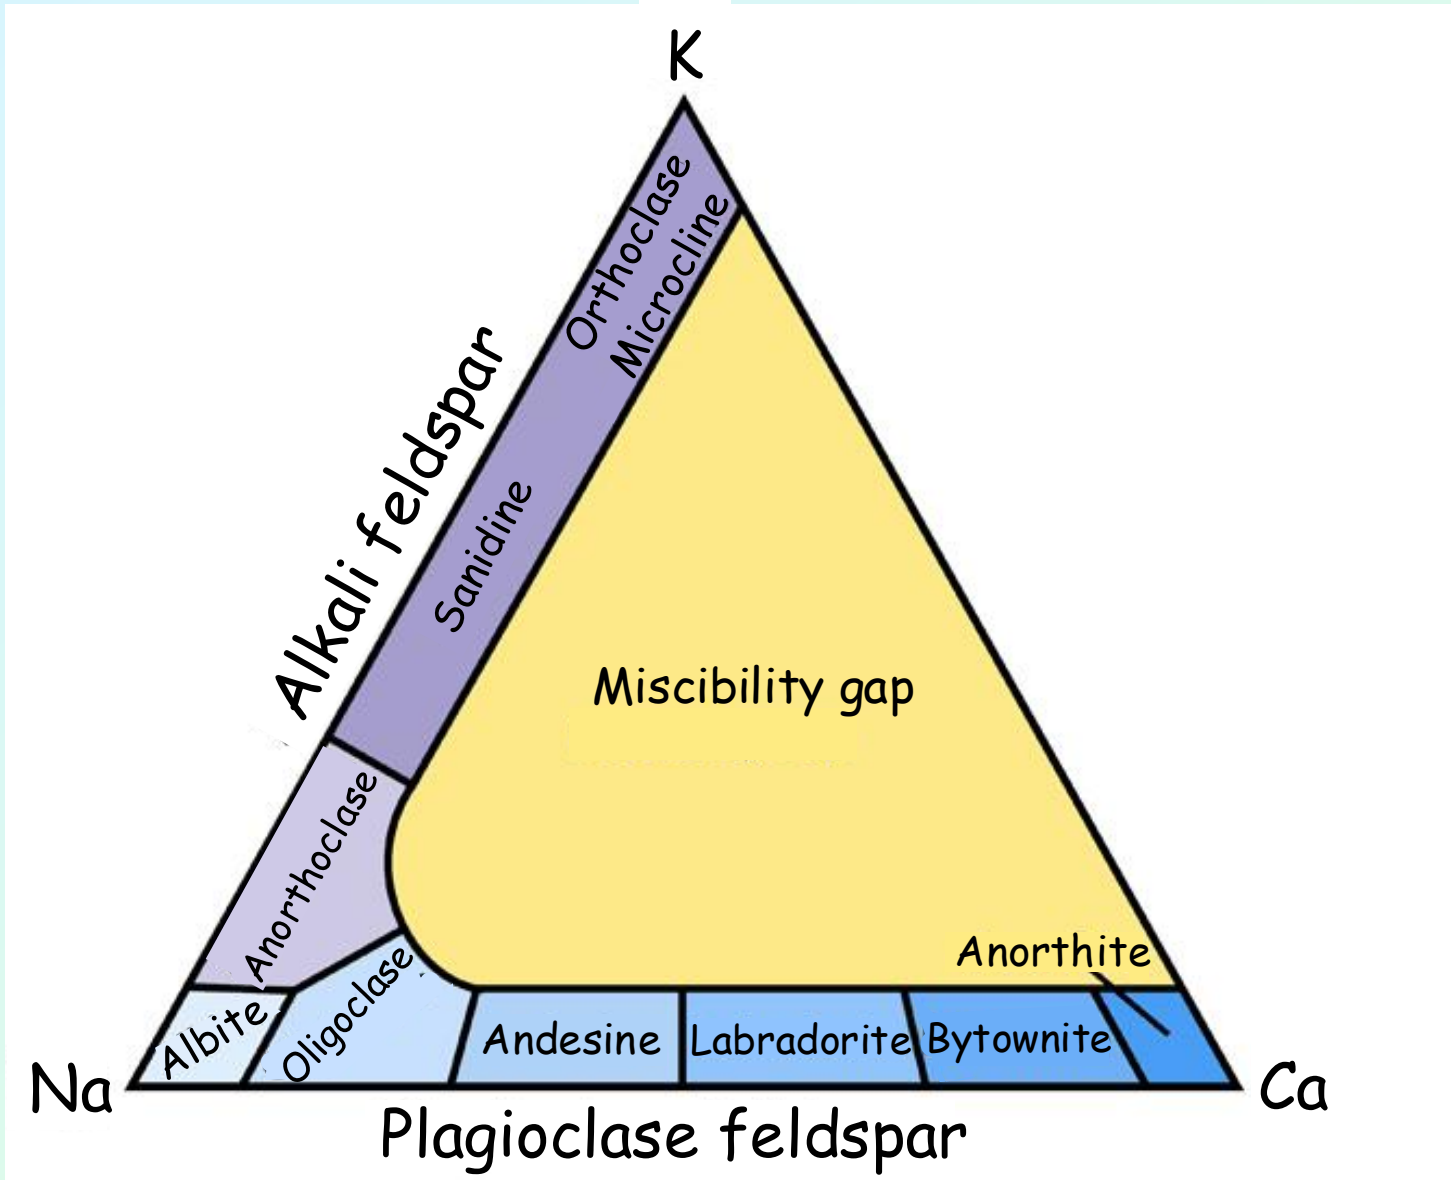 K
Orthoclase
Microcline
Alkali feldspar
Sanidine
Miscibility gap
Anorthoclase
Anorthite
Albite
Oligoclase
Andesine
Labradorite
Bytownite
Na
Ca
Plagioclase feldspar